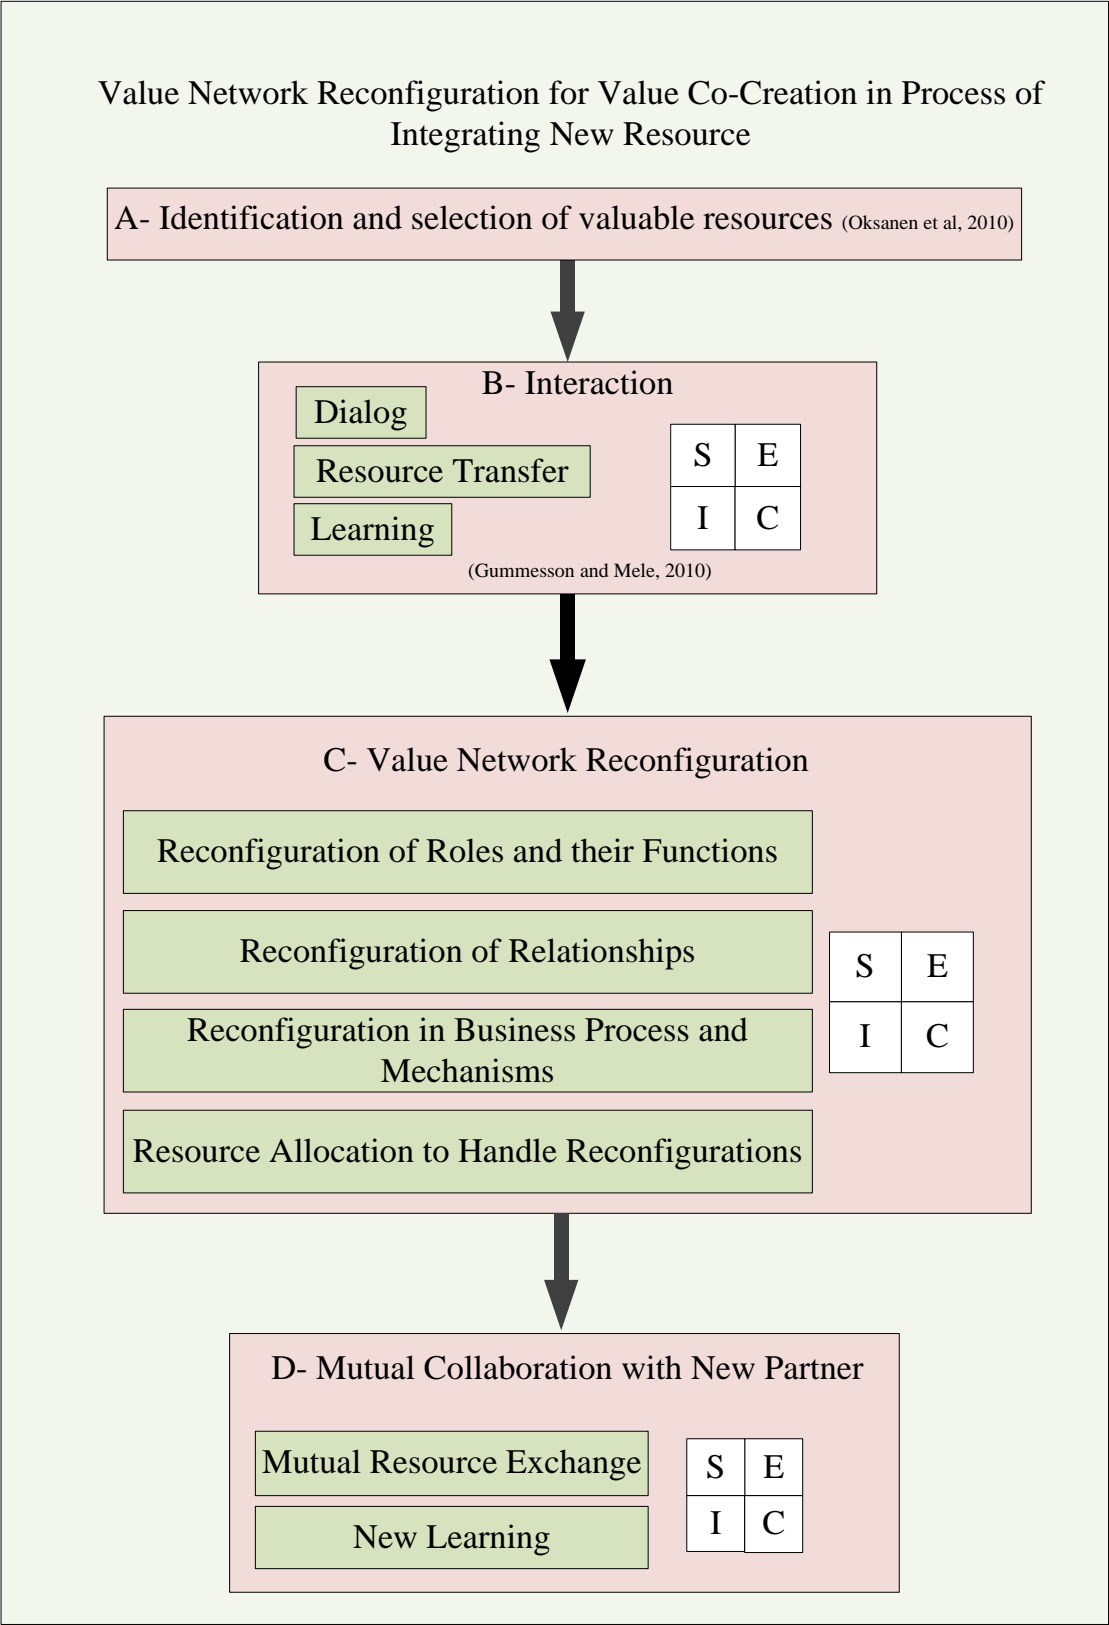 Value Network Reconfiguration for Value Co-Creation in Process of
Integrating New Resource
A- Identification and selection of valuable resources (Oksanen et al, 2010)
B- Interaction
Dialog
Resource Transfer
Learning
S E
I C
(Gummesson and Mele, 2010)
C- Value Network Reconfiguration
Reconfiguration of Roles and their Functions
Reconfiguration of Relationships
Reconfiguration in Business Process and
Mechanisms
Resource Allocation to Handle Reconfigurations
S E
I C
D- Mutual Collaboration with New Partner
Mutual Resource Exchange
New Learning
S E
I C